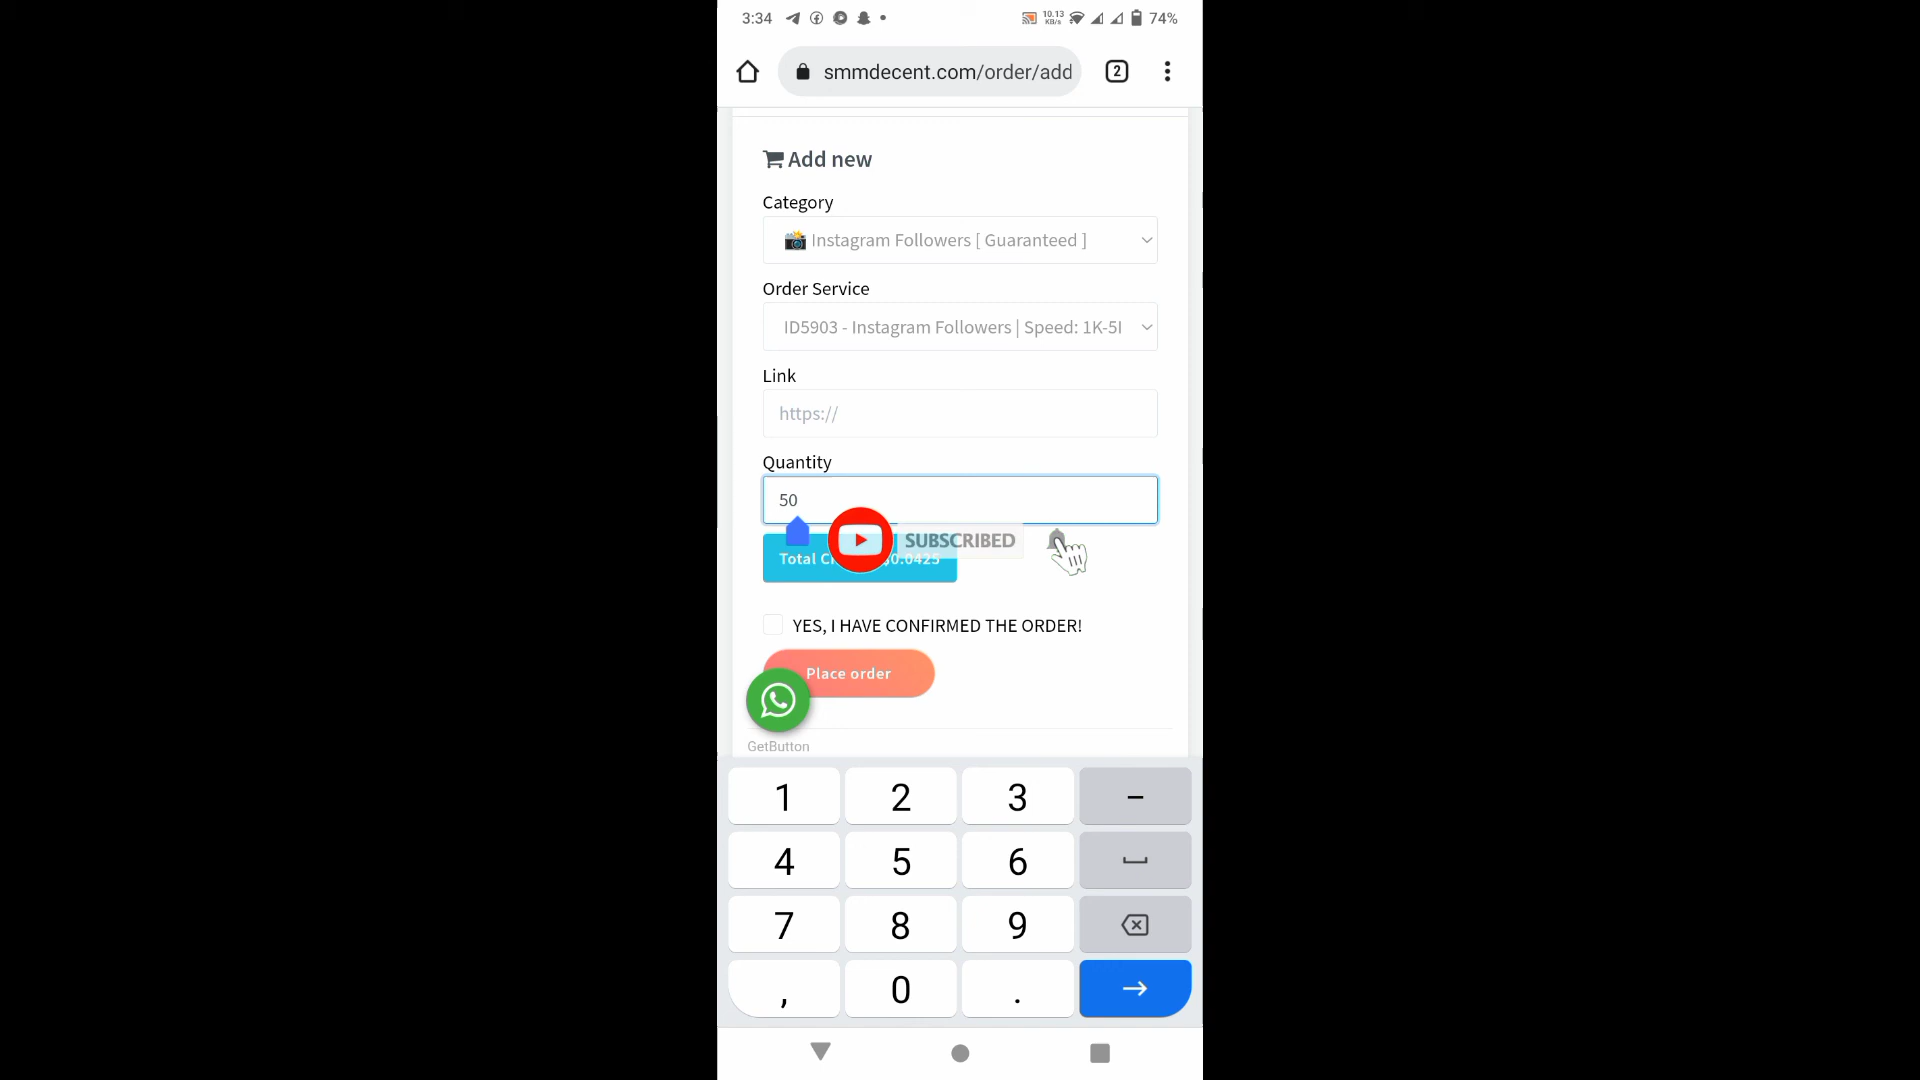 3:34
10.13 KB/s
74%
smmdecent.com/order/add
2
Add new
Category
Instagram Followers [ Guaranteed ]
Order Service
ID5903 - Instagram Followers | Speed: 1K-5
Link
https://
Quantity
50
SUBSCRIBED
Total C
$0.0425
YES, I HAVE CONFIRMED THE ORDER!
Place order
GetButton
1 2 3 -
4 5 6
7 8 9
, 0 .